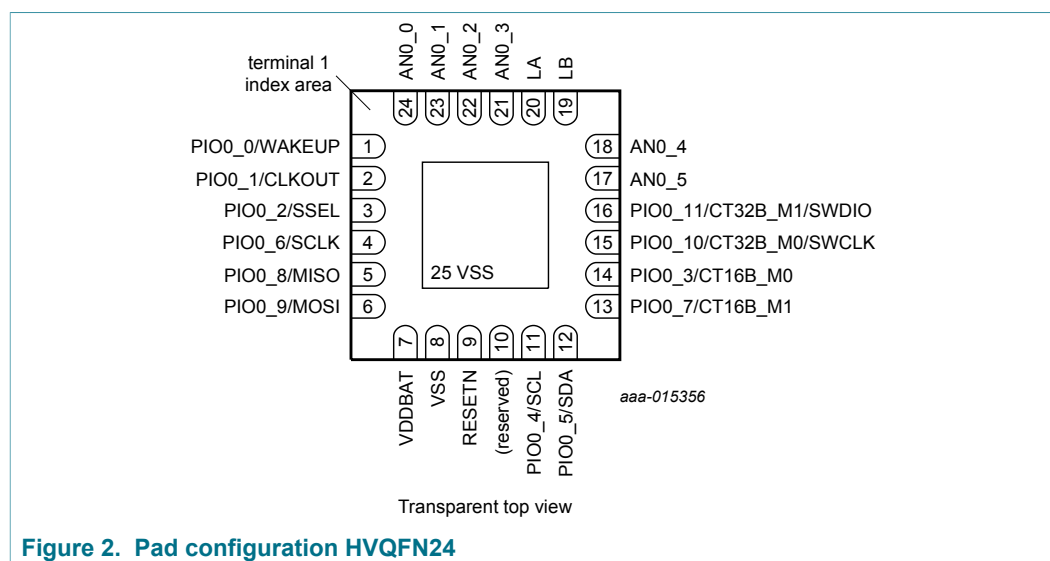 terminal 1
index area
AN0_0
AN0_1
AN0_2
AN0_3
LA
LB
24
23
22
21
20
19
PIO0_0/WAKEUP 1
PIO0_1/CLKOUT 2
PIO0_2/SSEL 3
PIO0_6/SCLK 4
PIO0_8/MISO 5
PIO0_9/MOSI 6
25 VSS
18 AN0_4
17 AN0_5
16 PIO0_11/CT32B_M1/SWDIO
15 PIO0_10/CT32B_M0/SWCLK
14 PIO0_3/CT16B_M0
13 PIO0_7/CT16B_M1
7
8
9
10
11
12
VDDBAT
VSS
RESETN
(reserved)
PIO0_4/SCL
PIO0_5/SDA
aaa-015356
Transparent top view
Figure 2. Pad configuration HVQFN24